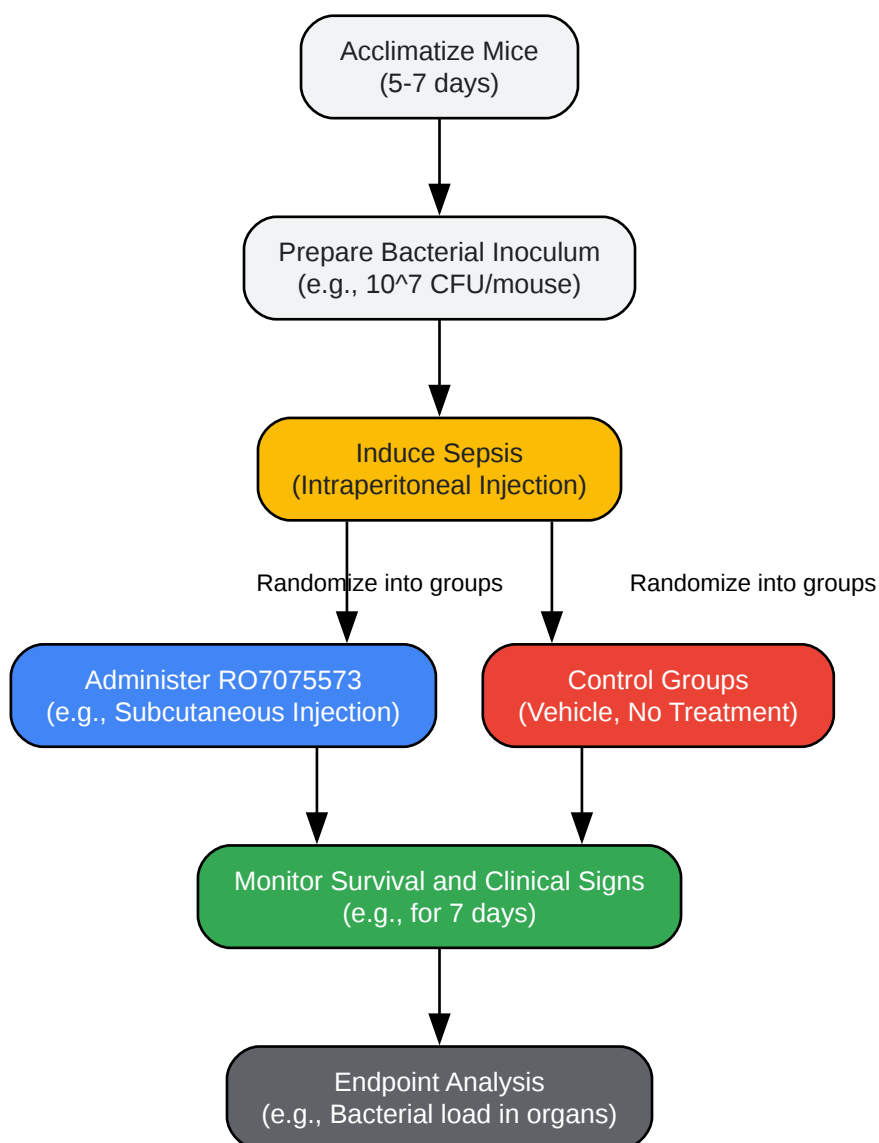 Acclimatize Mice
(5-7 days)
Prepare Bacterial Inoculum
(e.g., 10^7 CFU/mouse)
Induce Sepsis
(Intraperitoneal Injection)
Randomize into groups
Randomize into groups
Administer RO7075573
(e.g., Subcutaneous Injection)
Control Groups
(Vehicle, No Treatment)
Monitor Survival and Clinical Signs
(e.g., for 7 days)
Endpoint Analysis
(e.g., Bacterial load in organs)